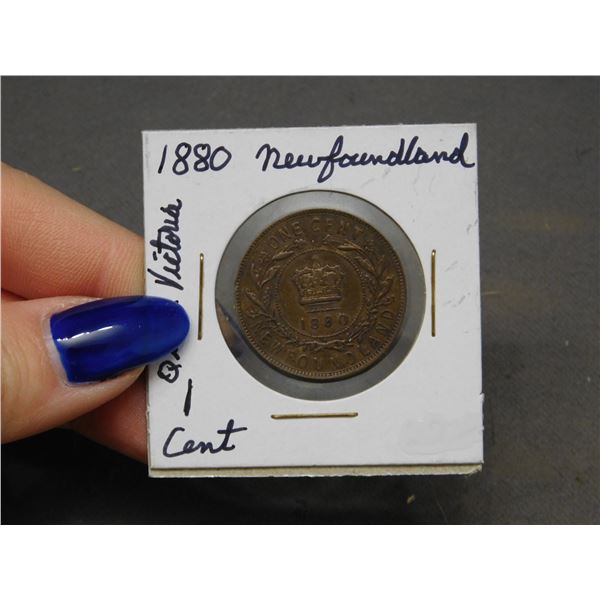 1880 Newfoundland
Victoria
1
Cent
ONE CENT
1880
NEWFOUNDLAND